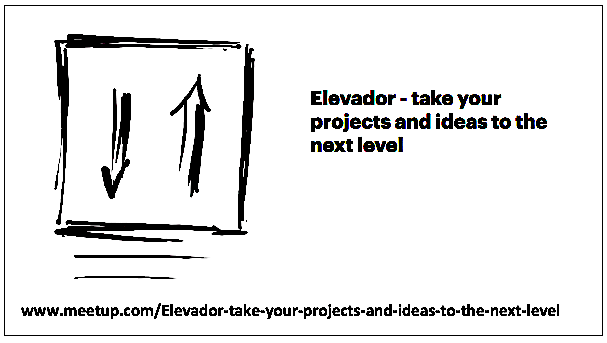 Elevador - take your
projects and ideas to the
next level
www.meetup.com/Elevador-take-your-projects-and-ideas-to-the-next-level